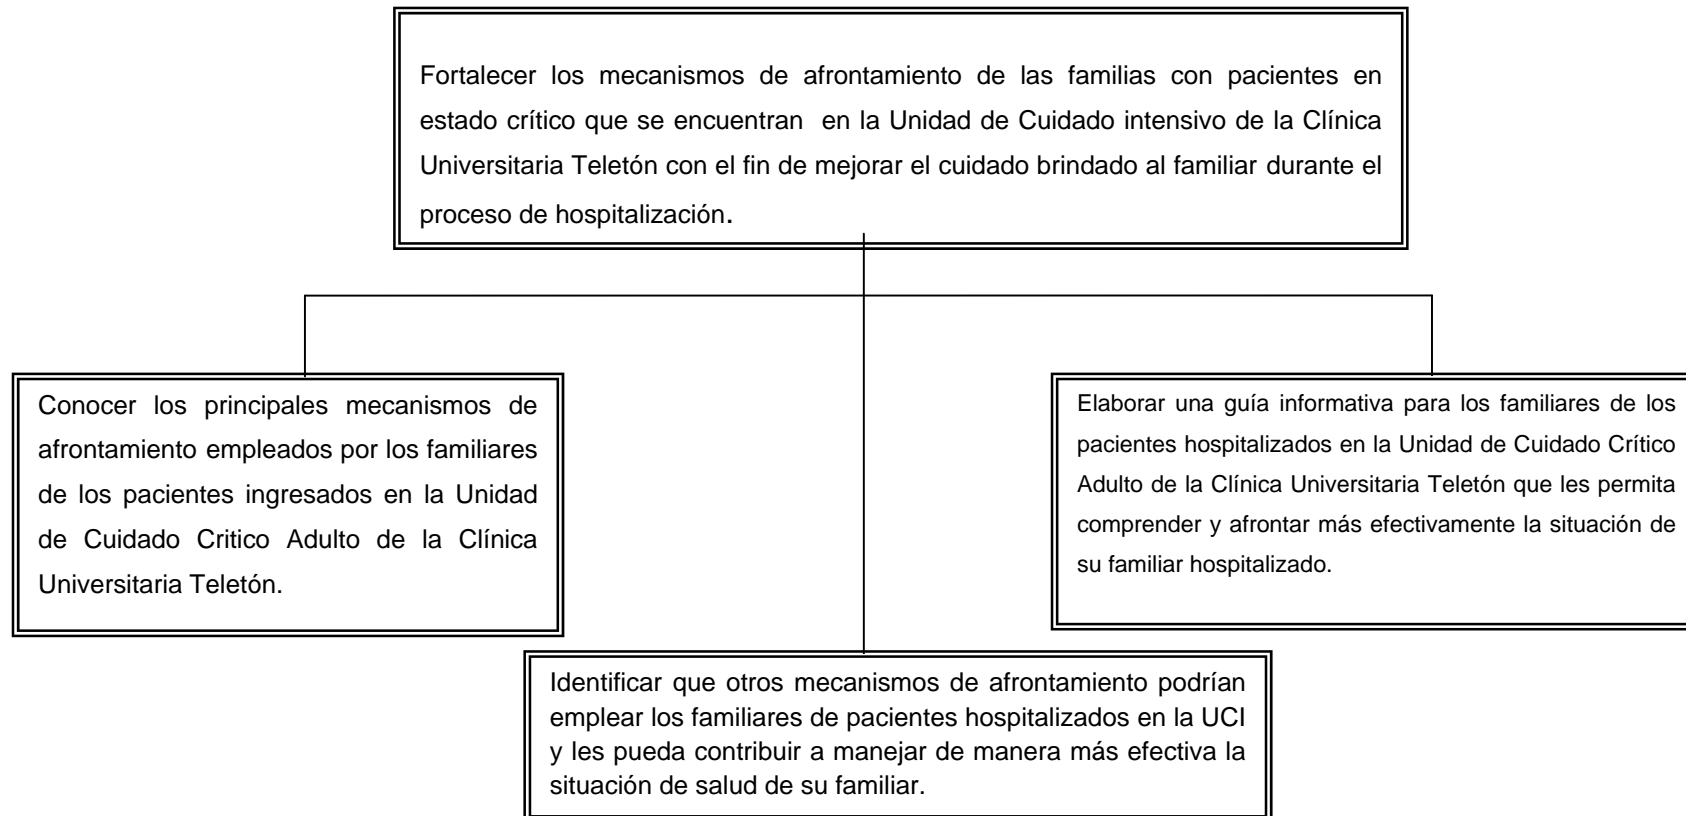 Fortalecer los mecanismos de afrontamiento de las familias con pacientes en
estado crítico que se encuentran en la Unidad de Cuidado intensivo de la Clínica
Universitaria Teletón con el fin de mejorar el cuidado brindado al familiar durante el
proceso de hospitalización.
Conocer los principales mecanismos de
afrontamiento empleados por los familiares
de los pacientes ingresados en la Unidad
de Cuidado Critico Adulto de la Clínica
Universitaria Teletón.
Elaborar una guía informativa para los familiares de los
pacientes hospitalizados en la Unidad de Cuidado Crítico
Adulto de la Clínica Universitaria Teletón que les permita
comprender y afrontar más efectivamente la situación de
su familiar hospitalizado.
Identificar que otros mecanismos de afrontamiento podrían
emplear los familiares de pacientes hospitalizados en la UCI
y les pueda contribuir a manejar de manera más efectiva la
situación de salud de su familiar.